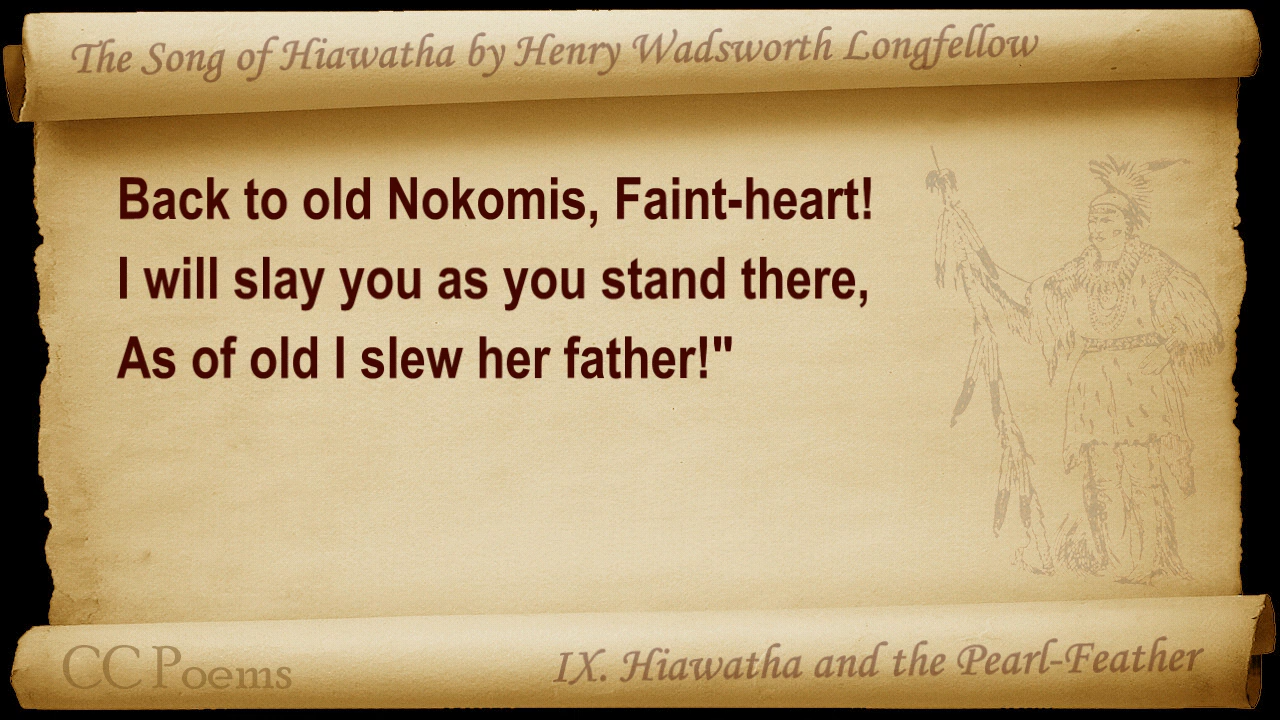 The Song of Hiawatha by Henry Wadsworth Longfellow
Back to old Nokomis, Faint-heart!
I will slay you as you stand there,
As of old I slew her father!"
CC Poems
IX. Hiawatha and the Pearl-Feather